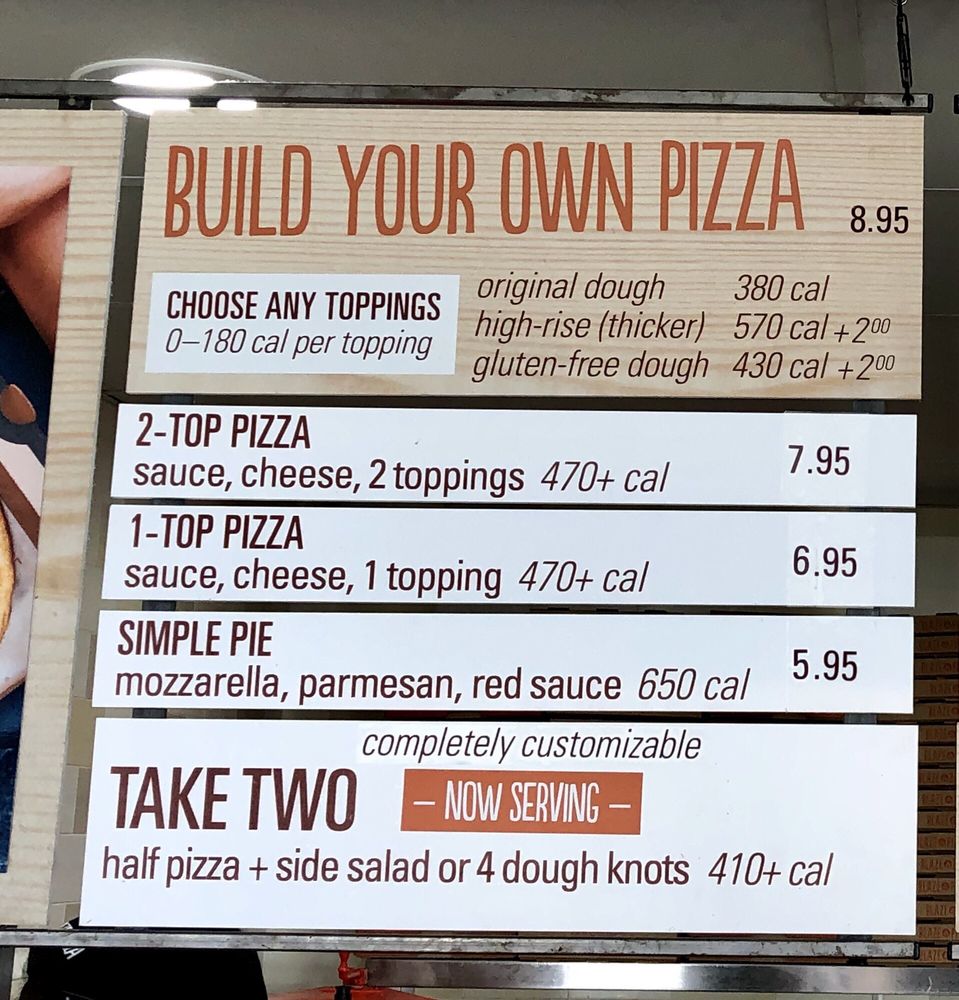 BUILD YOUR OWN PIZZA 8.95
CHOOSE ANY TOPPINGS
0–180 cal per topping
original dough 380 cal
high-rise (thicker) 570 cal +2⁰⁰
gluten-free dough 430 cal +2⁰⁰
2-TOP PIZZA
sauce, cheese, 2 toppings 470+ cal 7.95
1-TOP PIZZA
sauce, cheese, 1 topping 470+ cal 6.95
SIMPLE PIE
mozzarella, parmesan, red sauce 650 cal 5.95
completely customizable
TAKE TWO – NOW SERVING –
half pizza + side salad or 4 dough knots 410+ cal